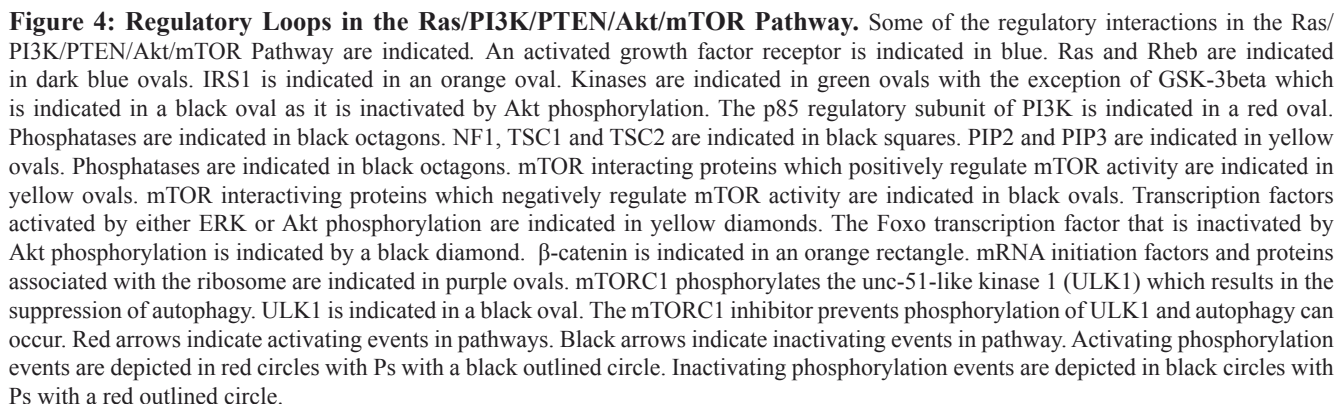 Figure 4: Regulatory Loops in the Ras/PI3K/PTEN/Akt/mTOR Pathway. Some of the regulatory interactions in the Ras/
PI3K/PTEN/Akt/mTOR Pathway are indicated. An activated growth factor receptor is indicated in blue. Ras and Rheb are indicated
in dark blue ovals. IRS1 is indicated in an orange oval. Kinases are indicated in green ovals with the exception of GSK-3beta which
is indicated in a black oval as it is inactivated by Akt phosphorylation. The p85 regulatory subunit of PI3K is indicated in a red oval.
Phosphatases are indicated in black octagons. NF1, TSC1 and TSC2 are indicated in black squares. PIP2 and PIP3 are indicated in yellow
ovals. Phosphatases are indicated in black octagons. mTOR interacting proteins which positively regulate mTOR activity are indicated in
yellow ovals. mTOR interactiving proteins which negatively regulate mTOR activity are indicated in black ovals. Transcription factors
activated by either ERK or Akt phosphorylation are indicated in yellow diamonds. The Foxo transcription factor that is inactivated by
Akt phosphorylation is indicated by a black diamond. β-catenin is indicated in an orange rectangle. mRNA initiation factors and proteins
associated with the ribosome are indicated in purple ovals. mTORC1 phosphorylates the unc-51-like kinase 1 (ULK1) which results in the
suppression of autophagy. ULK1 is indicated in a black oval. The mTORC1 inhibitor prevents phosphorylation of ULK1 and autophagy can
occur. Red arrows indicate activating events in pathways. Black arrows indicate inactivating events in pathway. Activating phosphorylation
events are depicted in red circles with Ps with a black outlined circle. Inactivating phosphorylation events are depicted in black circles with
Ps with a red outlined circle.